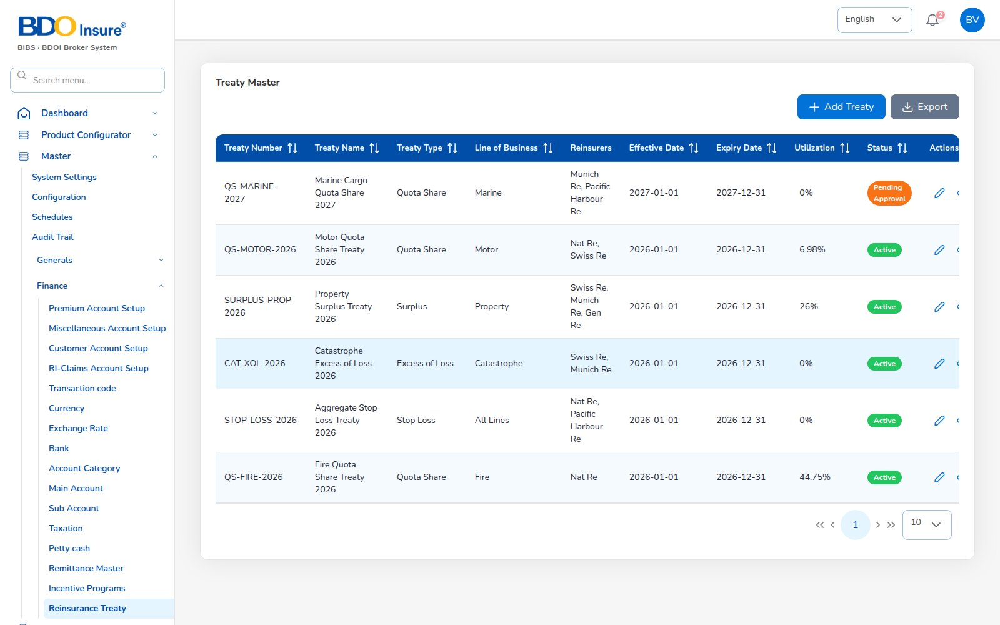 BDO Insure®
BIBS · BDOI Broker System
Search menu...
Dashboard
Product Configurator
Master
System Settings
Configuration
Schedules
Audit Trail
Generals
Finance
Premium Account Setup
Miscellaneous Account Setup
Customer Account Setup
RI-Claims Account Setup
Transaction code
Currency
Exchange Rate
Bank
Account Category
Main Account
Sub Account
Taxation
Petty cash
Remittance Master
Incentive Programs
Reinsurance Treaty
English
2
BV
Treaty Master
Add Treaty
Export
Treaty Number Treaty Name Treaty Type Line of Business Reinsurers Effective Date Expiry Date Utilization Status Actions
QS-MARINE-
2027
Marine Cargo
Quota Share
2027
Quota Share
Marine
Munich
Re, Pacific
Harbour
Re
2027-01-01
2027-12-31
0%
Pending
Approval
QS-MOTOR-2026
Motor Quota
Share Treaty
2026
Quota Share
Motor
Nat Re,
Swiss Re
2026-01-01
2026-12-31
6.98%
Active
SURPLUS-PROP-
2026
Property
Surplus Treaty
2026
Surplus
Property
Swiss Re,
Munich
Re, Gen
Re
2026-01-01
2026-12-31
26%
Active
CAT-XOL-2026
Catastrophe
Excess of Loss
2026
Excess of Loss
Catastrophe
Swiss Re,
Munich Re
2026-01-01
2026-12-31
0%
Active
STOP-LOSS-2026
Aggregate Stop
Loss Treaty
2026
Stop Loss
All Lines
Nat Re,
Pacific
Harbour
Re
2026-01-01
2026-12-31
0%
Active
QS-FIRE-2026
Fire Quota
Share Treaty
2026
Quota Share
Fire
Nat Re
2026-01-01
2026-12-31
44.75%
Active
1
10